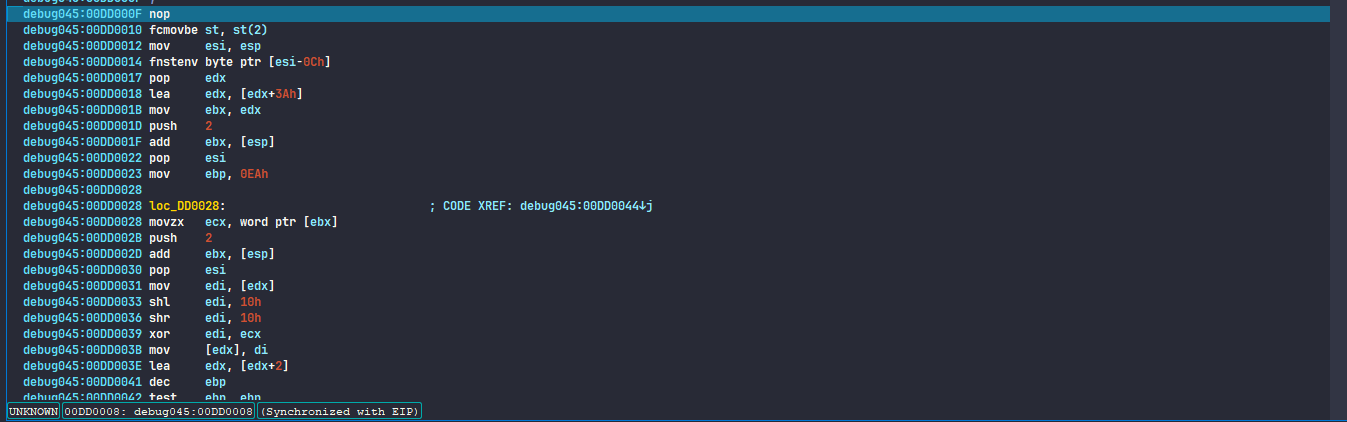 debug045:00DD000F nop
debug045:00DD0010 fcmovbe st, st(2)
debug045:00DD0012 mov     esi, esp
debug045:00DD0014 fnstenv byte ptr [esi-0Ch]
debug045:00DD0017 pop     edx
debug045:00DD0018 lea     edx, [edx+3Ah]
debug045:00DD001B mov     ebx, edx
debug045:00DD001D push    2
debug045:00DD001F add     ebx, [esp]
debug045:00DD0022 pop     esi
debug045:00DD0023 mov     ebp, 0EAh
debug045:00DD0028
debug045:00DD0028 loc_DD0028:                             ; CODE XREF: debug045:00DD0044↓j
debug045:00DD0028 movzx   ecx, word ptr [ebx]
debug045:00DD002B push    2
debug045:00DD002D add     ebx, [esp]
debug045:00DD0030 pop     esi
debug045:00DD0031 mov     edi, [edx]
debug045:00DD0033 shl     edi, 10h
debug045:00DD0036 shr     edi, 10h
debug045:00DD0039 xor     edi, ecx
debug045:00DD003B mov     [edx], di
debug045:00DD003E lea     edx, [edx+2]
debug045:00DD0041 dec     ebp
debug045:00DD0042 test    ebp, ebp
UNKNOWN 00DD0008: debug045:00DD0008 (Synchronized with EIP)